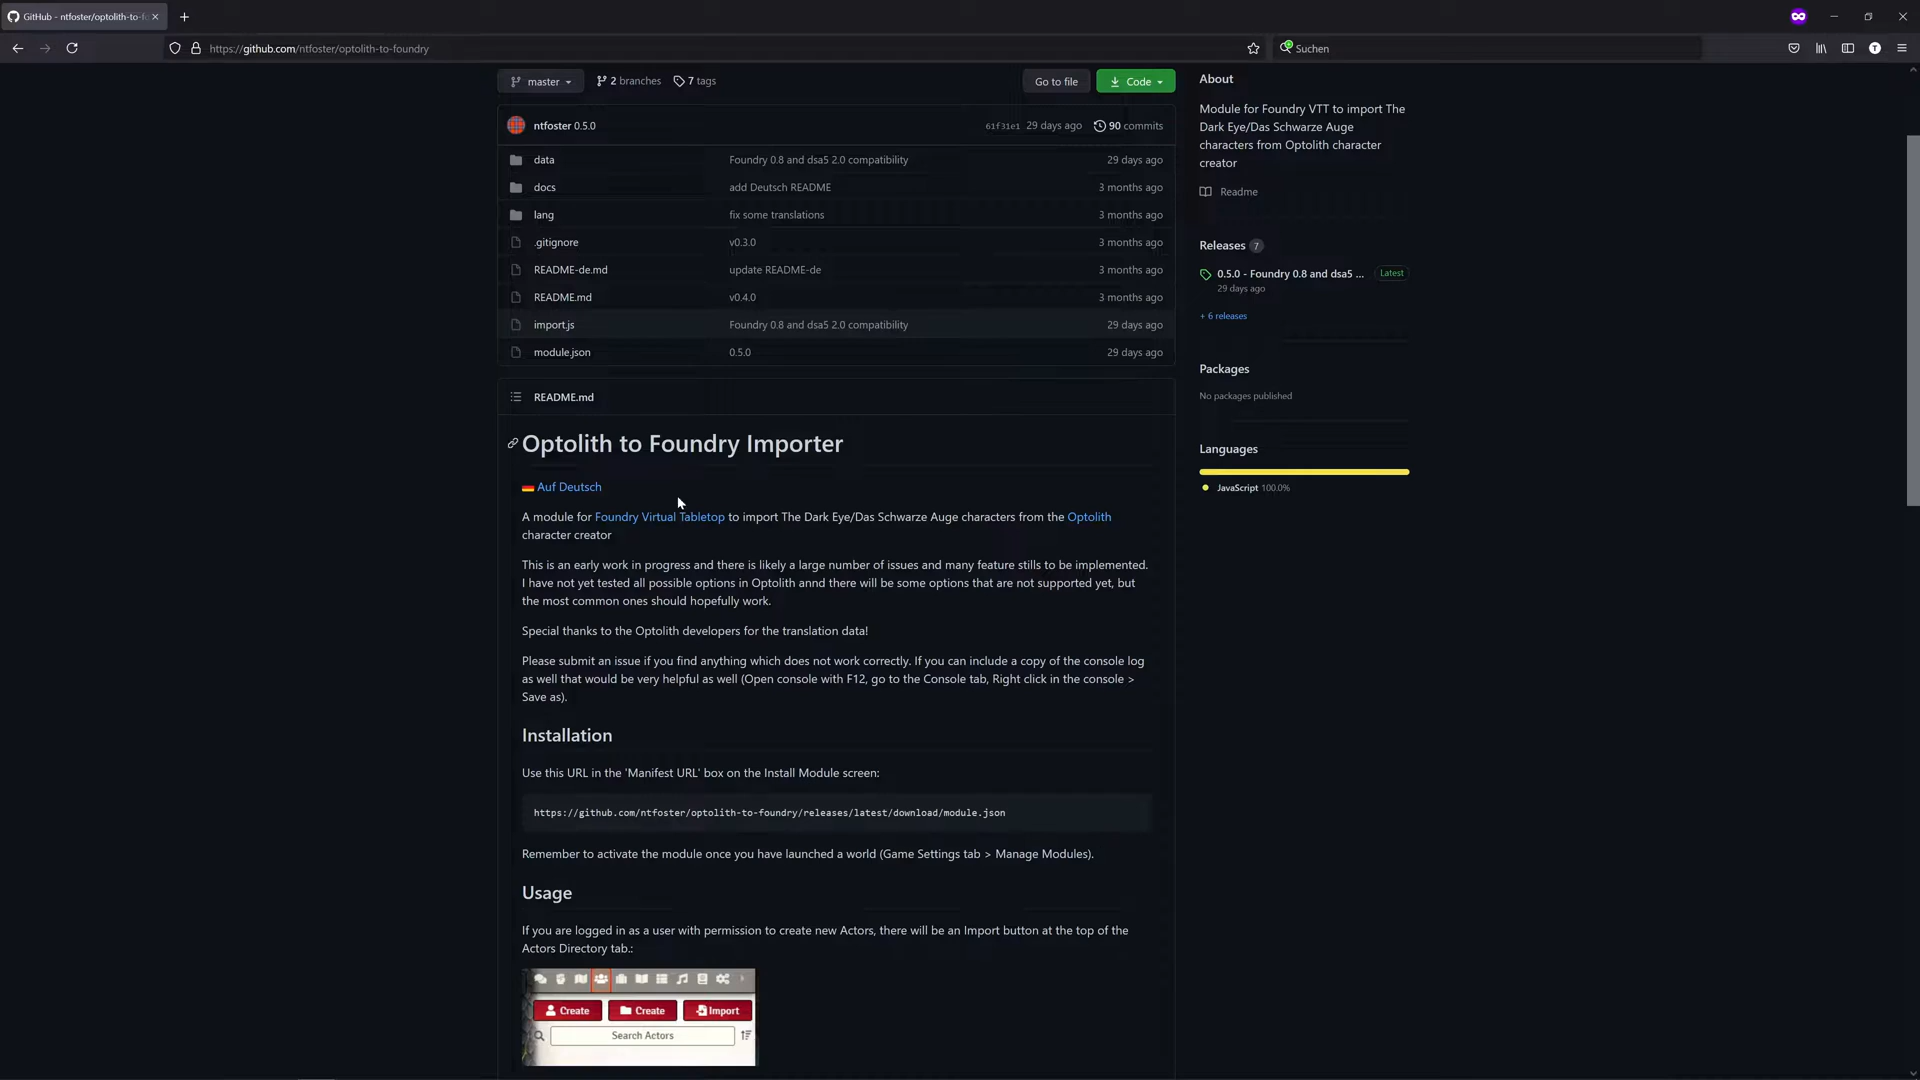 GitHub - ntfoster/optolith-to-fo
https://github.com/ntfoster/optolith-to-foundry
Suchen
master
2 branches
7 tags
Go to file
Code
ntfoster 0.5.0
61f31e1 29 days ago 90 commits
data Foundry 0.8 and dsa5 2.0 compatibility 29 days ago
docs add Deutsch README 3 months ago
lang fix some translations 3 months ago
.gitignore v0.3.0 3 months ago
README-de.md update README-de 3 months ago
README.md v0.4.0 3 months ago
import.js Foundry 0.8 and dsa5 2.0 compatibility 29 days ago
module.json 0.5.0 29 days ago
README.md
Optolith to Foundry Importer
Auf Deutsch
A module for Foundry Virtual Tabletop to import The Dark Eye/Das Schwarze Auge characters from the Optolith
character creator
This is an early work in progress and there is likely a large number of issues and many feature stills to be implemented.
I have not yet tested all possible options in Optolith annd there will be some options that are not supported yet, but
the most common ones should hopefully work.
Special thanks to the Optolith developers for the translation data!
Please submit an issue if you find anything which does not work correctly. If you can include a copy of the console log
as well that would be very helpful as well (Open console with F12, go to the Console tab, Right click in the console >
Save as).
Installation
Use this URL in the 'Manifest URL' box on the Install Module screen:
https://github.com/ntfoster/optolith-to-foundry/releases/latest/download/module.json
Remember to activate the module once you have launched a world (Game Settings tab > Manage Modules).
Usage
If you are logged in as a user with permission to create new Actors, there will be an Import button at the top of the
Actors Directory tab.:
Create
Create
Import
Search Actors
About
Module for Foundry VTT to import The
Dark Eye/Das Schwarze Auge
characters from Optolith character
creator
Readme
Releases 7
0.5.0 - Foundry 0.8 and dsa5 ... Latest
29 days ago
+ 6 releases
Packages
No packages published
Languages
JavaScript 100.0%